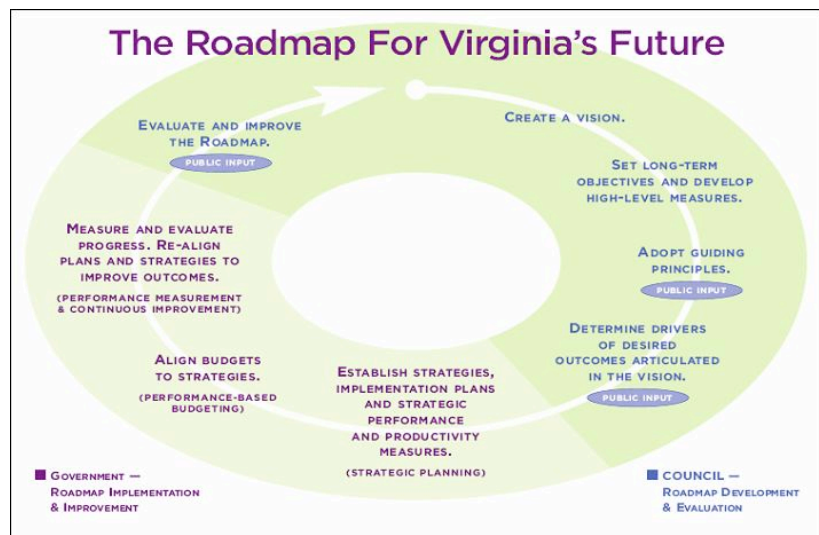 The Roadmap For Virginia's Future
CREATE A VISION.
SET LONG-TERM
OBJECTIVES AND DEVELOP
HIGH-LEVEL MEASURES.
ADOPT GUIDING
PRINCIPLES.
PUBLIC INPUT
DETERMINE DRIVERS
OF DESIRED
OUTCOMES ARTICULATED
IN THE VISION.
PUBLIC INPUT
ESTABLISH STRATEGIES,
IMPLEMENTATION PLANS
AND STRATEGIC
PERFORMANCE
AND PRODUCTIVITY
MEASURES.
(STRATEGIC PLANNING)
ALIGN BUDGETS
TO STRATEGIES.
(PERFORMANCE-BASED
BUDGETING)
MEASURE AND EVALUATE
PROGRESS. RE-ALIGN
PLANS AND STRATEGIES TO
IMPROVE OUTCOMES.
(PERFORMANCE MEASUREMENT
& CONTINUOUS IMPROVEMENT)
EVALUATE AND IMPROVE
THE ROADMAP.
PUBLIC INPUT
GOVERNMENT —
ROADMAP IMPLEMENTATION
& IMPROVEMENT
COUNCIL —
ROADMAP DEVELOPMENT
& EVALUATION